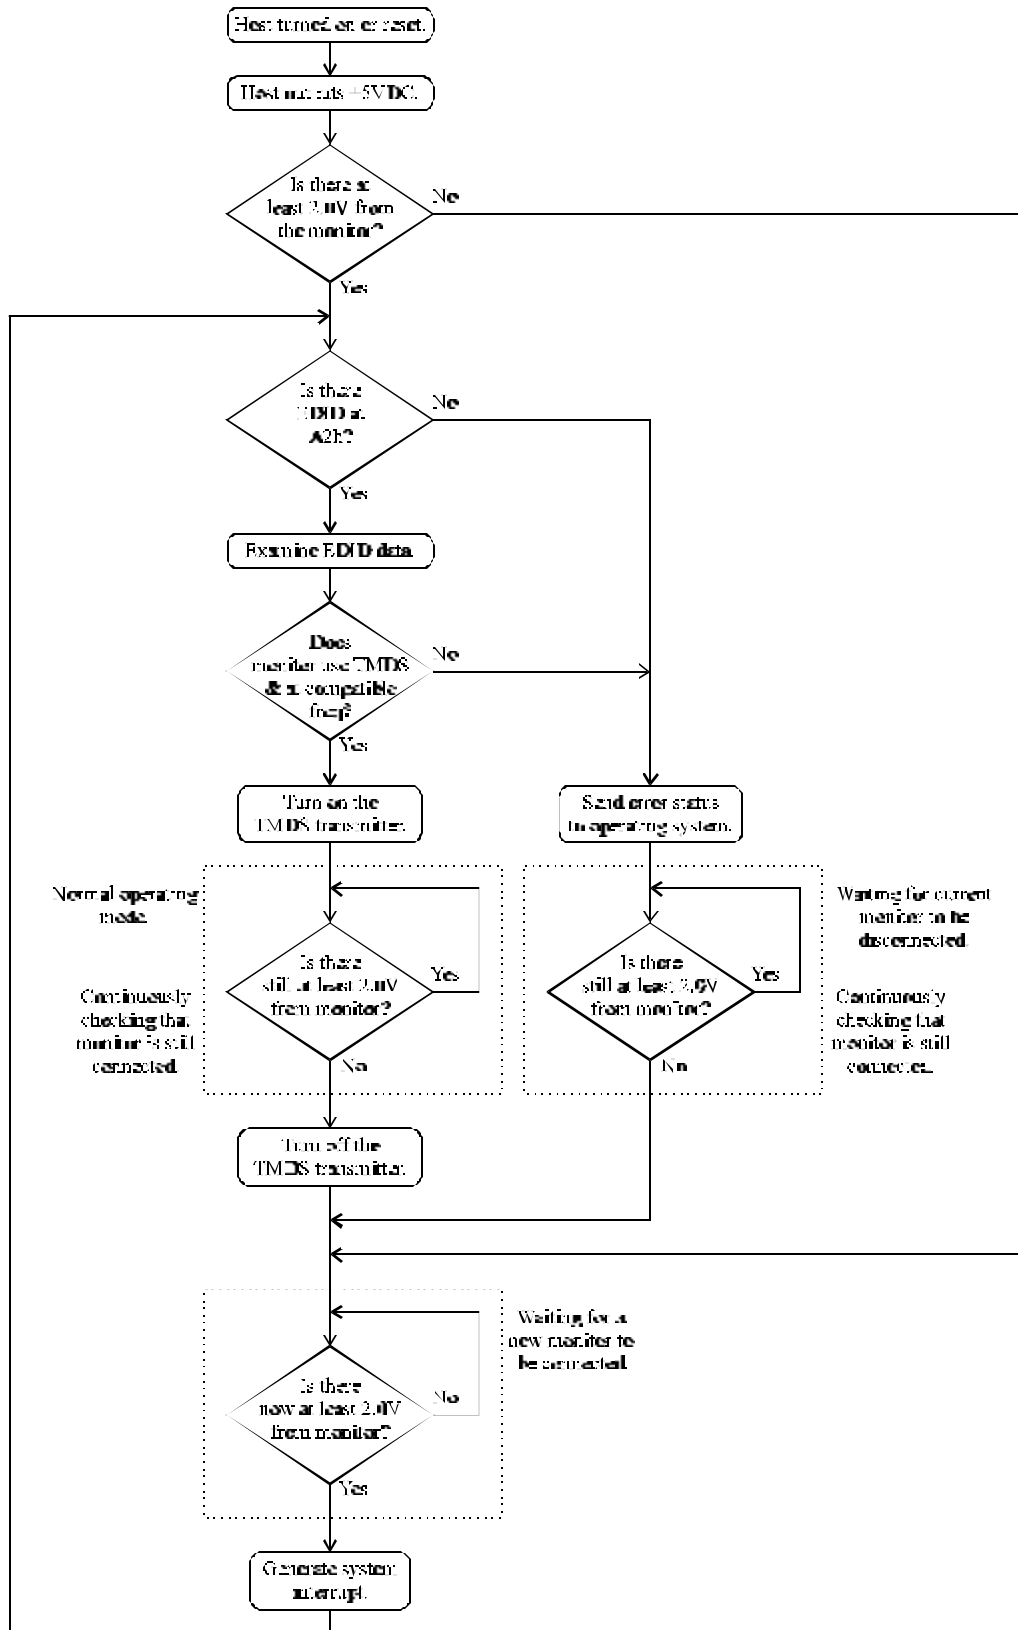 Host turned on or reset.
Host outputs +5VDC.
Is there at
least 2.0V from
the monitor?
No
Yes
Is there
EDID at
A2h?
No
Yes
Examine EDID data.
Does
monitor use TMDS
& at compatible
freq?
No
Yes
Turn on the
TMDS transmitter.
Send error status
to operating system.
Normal operating
mode.
Continuously
checking that
monitor is still
connected.
Is there
still at least 2.0V
from monitor?
Yes
No
Is there
still at least 2.0V
from monitor?
Yes
No
Waiting for current
monitor to be
disconnected.
Continuously
checking that
monitor is still
connected.
Turn off the
TMDS transmitter.
Waiting for a
new monitor to
be connected.
Is there
now at least 2.0V
from monitor?
No
Yes
Generate system
interrupt.